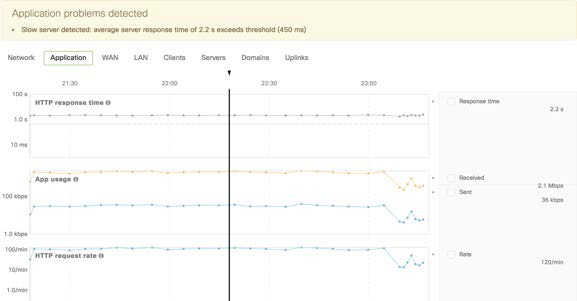 Application problems detected
• Slow server detected: average server response time of 2.2 s exceeds threshold (450 ms)
Network Application WAN LAN Clients Servers Domains Uplinks
21:30 22:00 22:30 23:00
100 s
HTTP response time
1.0 s
10 ms
Response time
2.2 s
App usage
100 kbps
1.0 kbps
Received
2.1 Mbps
Sent
36 kbps
100/min
HTTP request rate
10/min
1.0/min
Rate
120/min